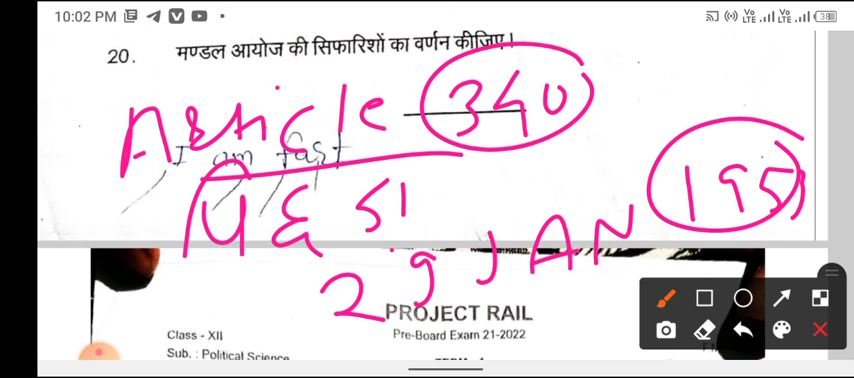 10:02 PM
38
20. मण्डल आयोज की सिफारिशों का वर्णन कीजिए।
Article 340
I am fast
29 JAN 1953
PROJECT RAIL
Class - XII
Pre-Board Exam 21-2022
Sub. : Political Science